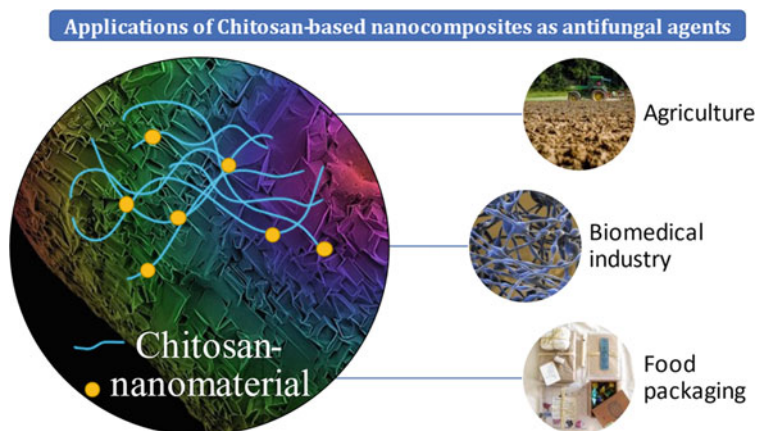 Applications of Chitosan-based nanocomposites as antifungal agents
Chitosan-
nanomaterial
Agriculture
Biomedical
industry
Food
packaging